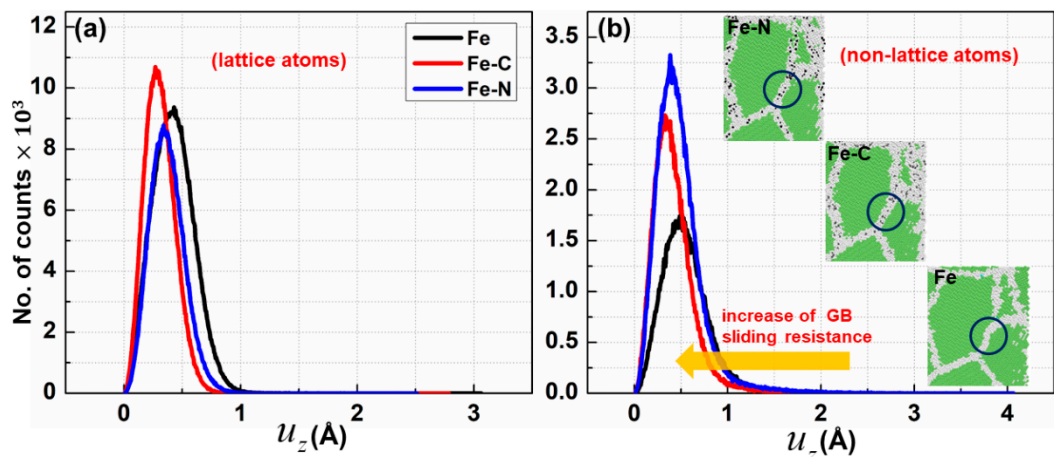 (a)
(lattice atoms)
Fe
Fe-C
Fe-N
No. of counts × 10³
12
10
8
6
4
2
0
0
1
2
3
u_z (Å)
(b)
Fe-N
(non-lattice atoms)
Fe-C
Fe
increase of GB
sliding resistance
3.5
3.0
2.5
2.0
1.5
1.0
0.5
0.0
0
1
2
3
4
u_z (Å)